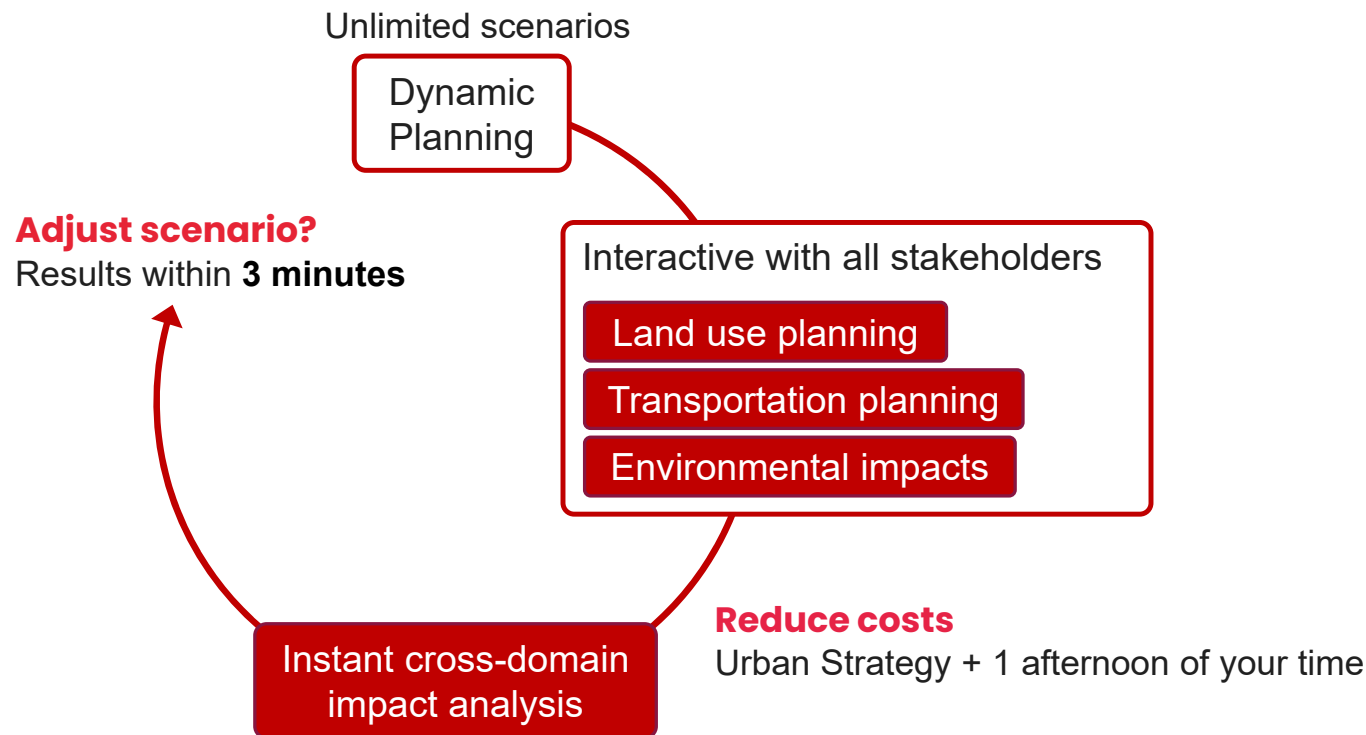 Unlimited scenarios
Dynamic
Planning
Adjust scenario?
Results within 3 minutes
Interactive with all stakeholders
Land use planning
Transportation planning
Environmental impacts
Reduce costs
Urban Strategy + 1 afternoon of your time
Instant cross-domain
impact analysis